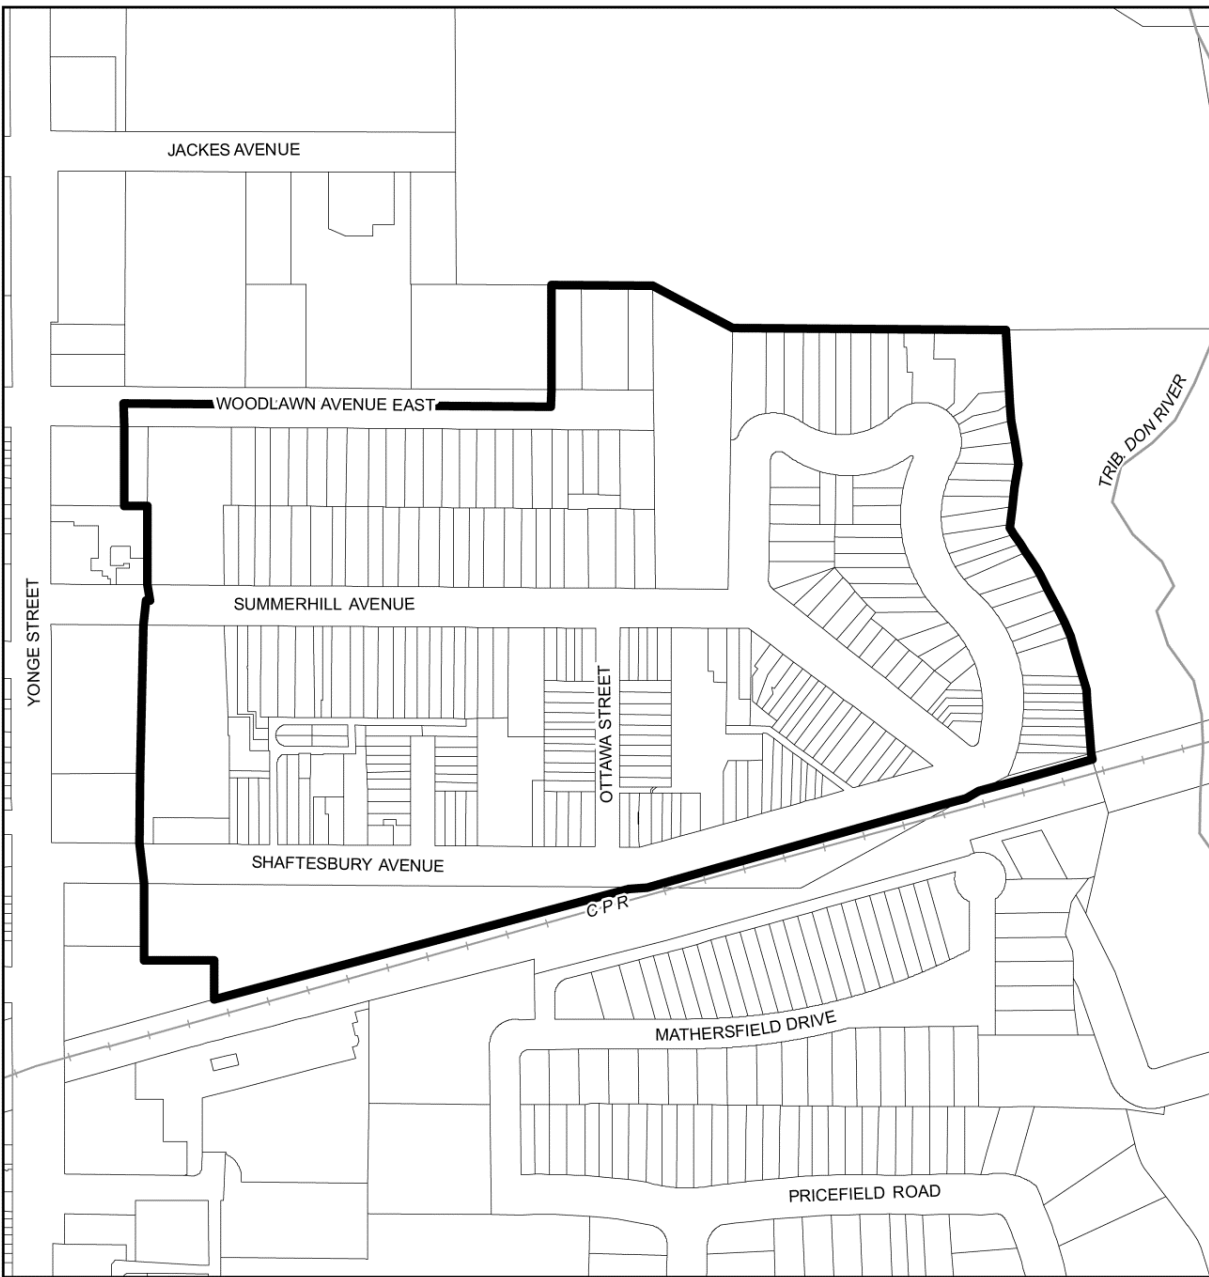 JACKES AVENUE
WOODLAWN AVENUE EAST
TRIB. DON RIVER
YONGE STREET
SUMMERHILL AVENUE
OTTAWA STREET
SHAFTESBURY AVENUE
CPR
MATHERSFIELD DRIVE
PRICEFIELD ROAD